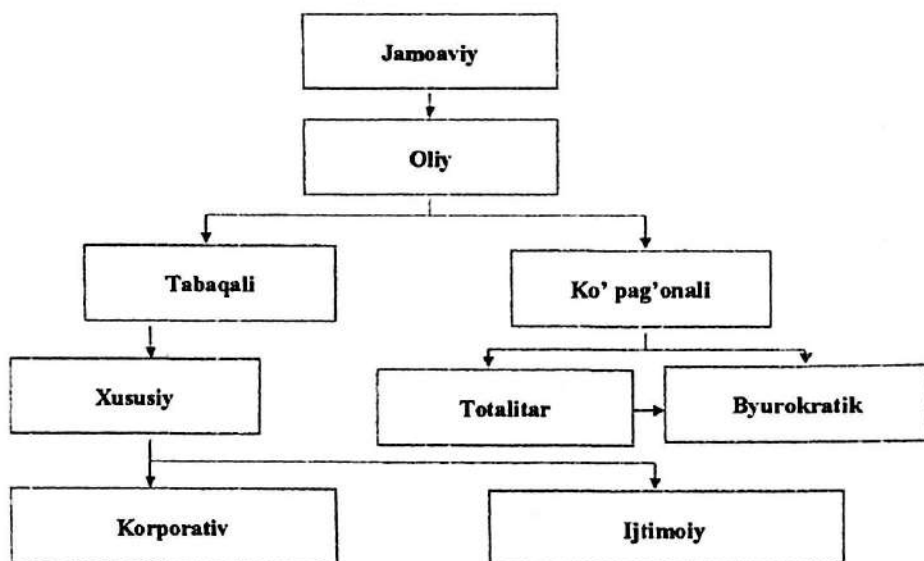 Jamoaviy
Oliy
Tabaqali
Ko’ pag’onali
Xususiy
Totalitar
Byurokratik
Korporativ
Ijtimoiy